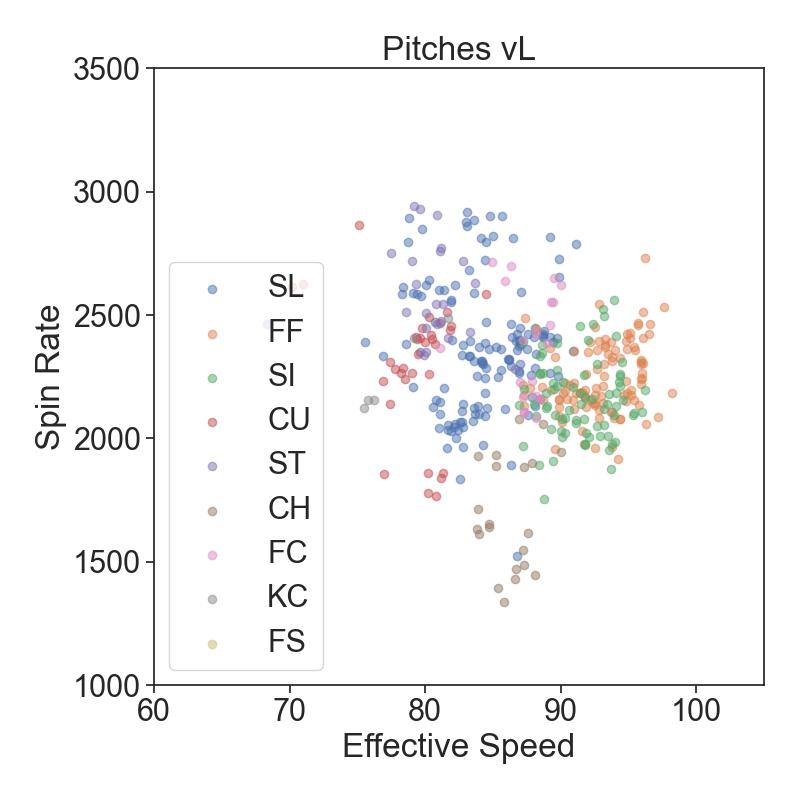 Pitches vL
3500
3000
2500
2000
1500
1000
Spin Rate
SL
FF
SI
CU
ST
CH
FC
KC
FS
60 70 80 90 100
Effective Speed